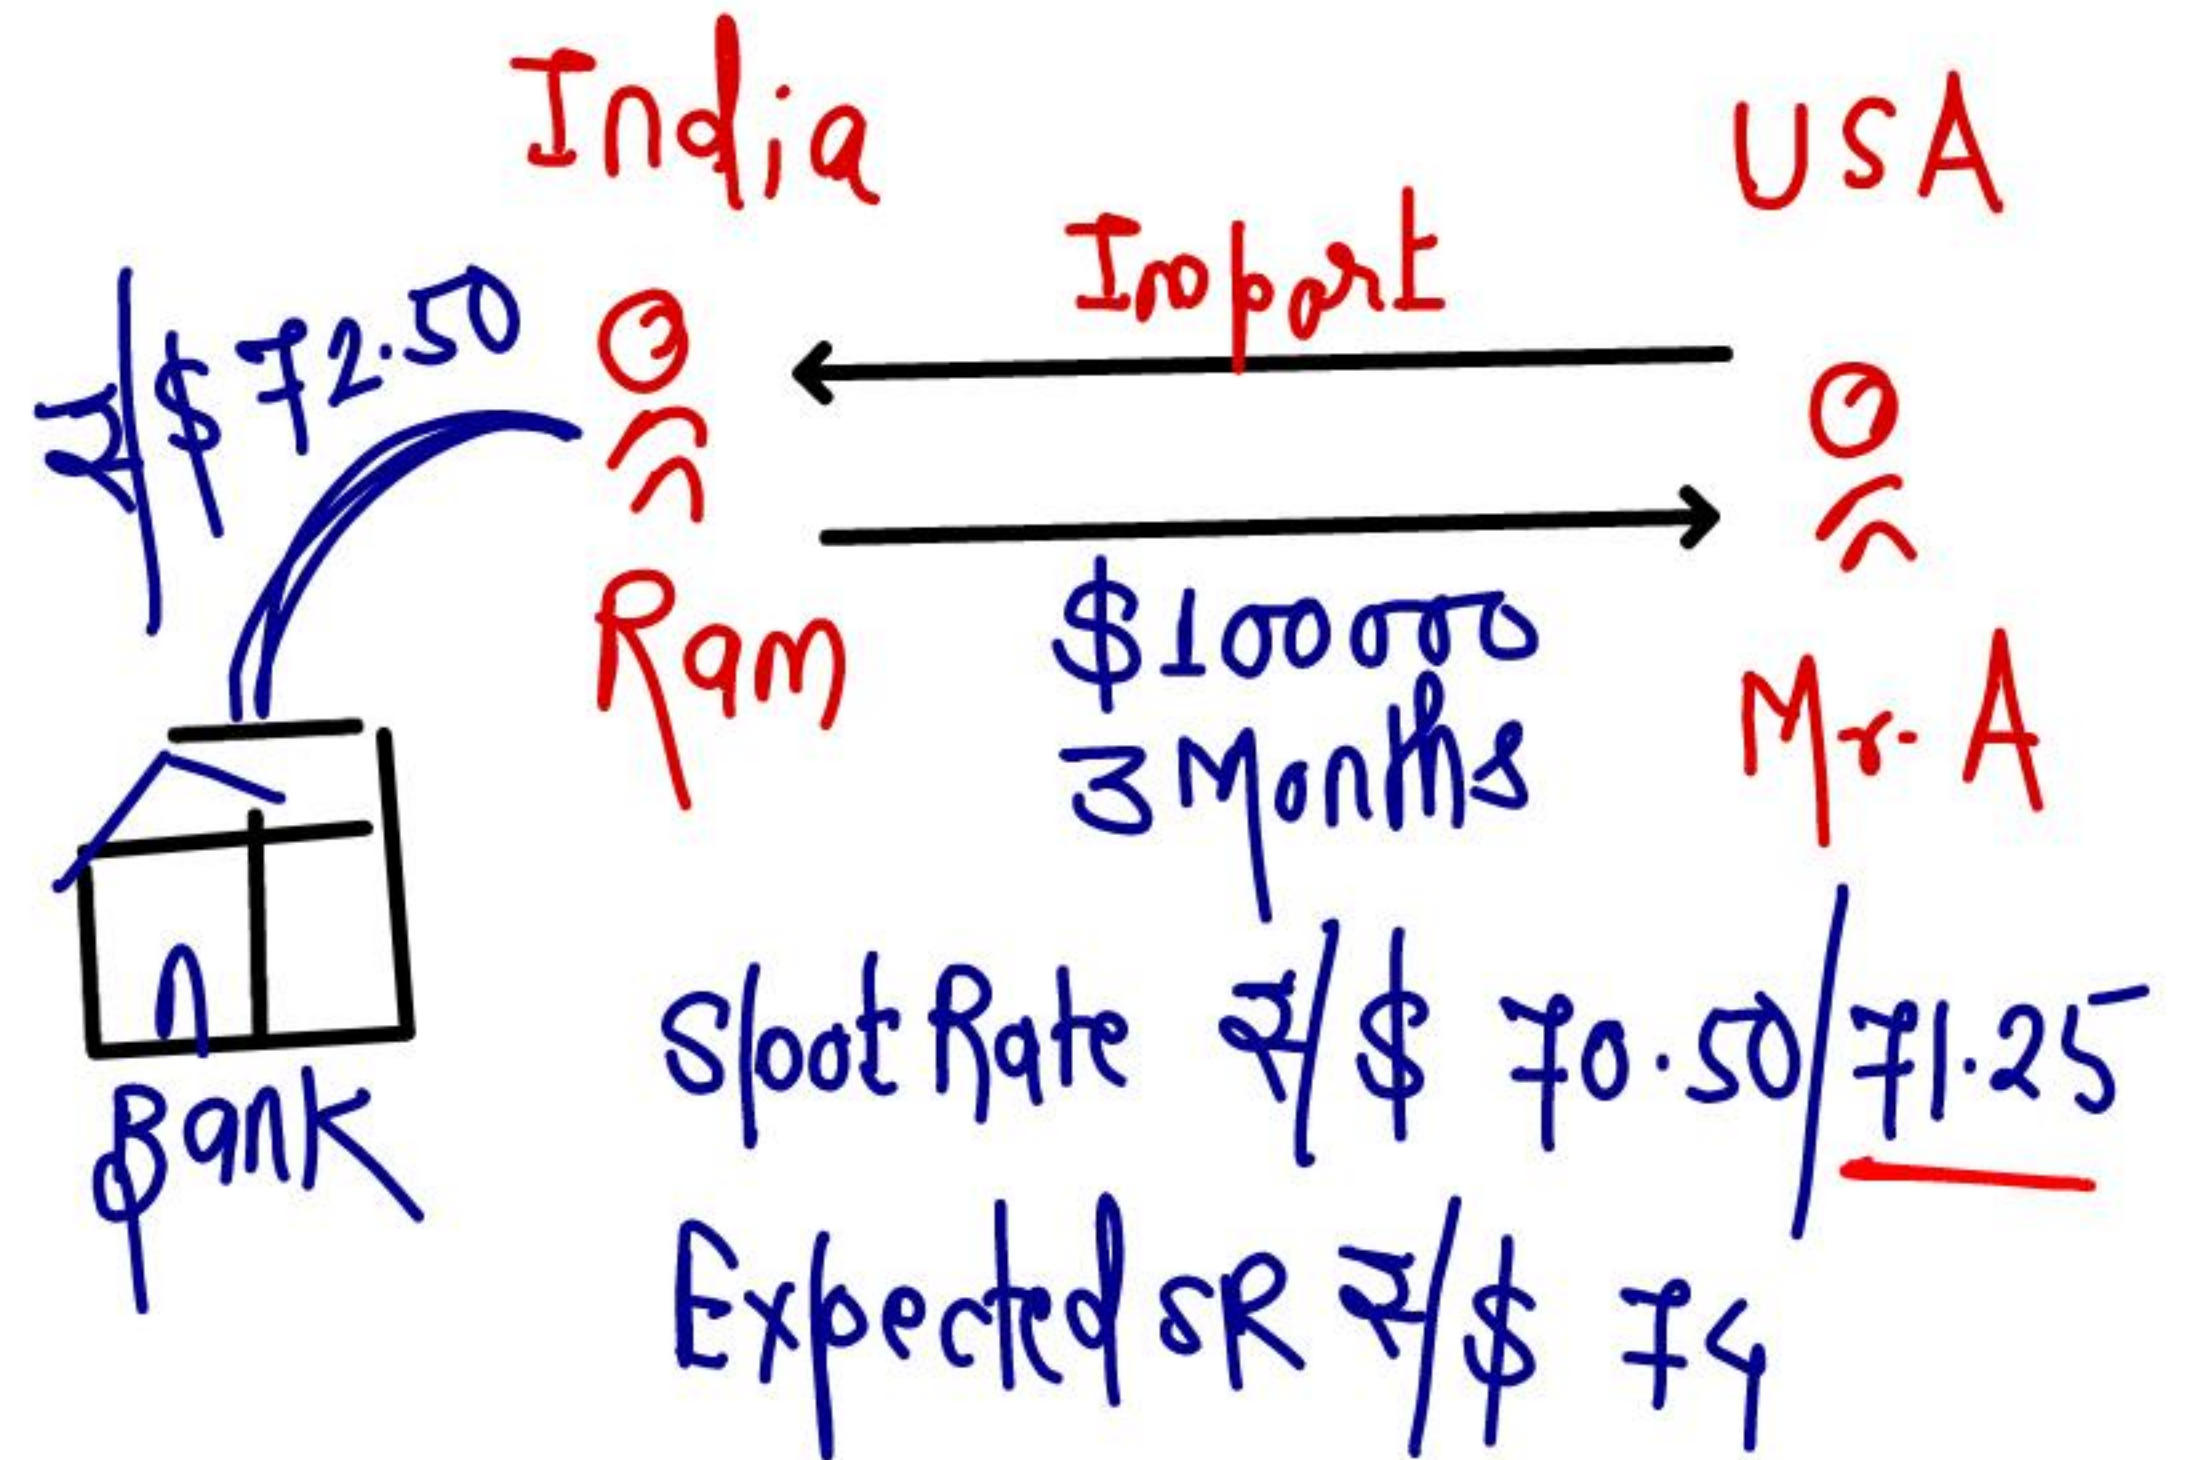 India
USA
Import
₹/$ 72.50
Ram
$100000
3 Months
Mr. A
Bank
Spot Rate ₹/$ 70.50/71.25
Expected SR ₹/$ 74